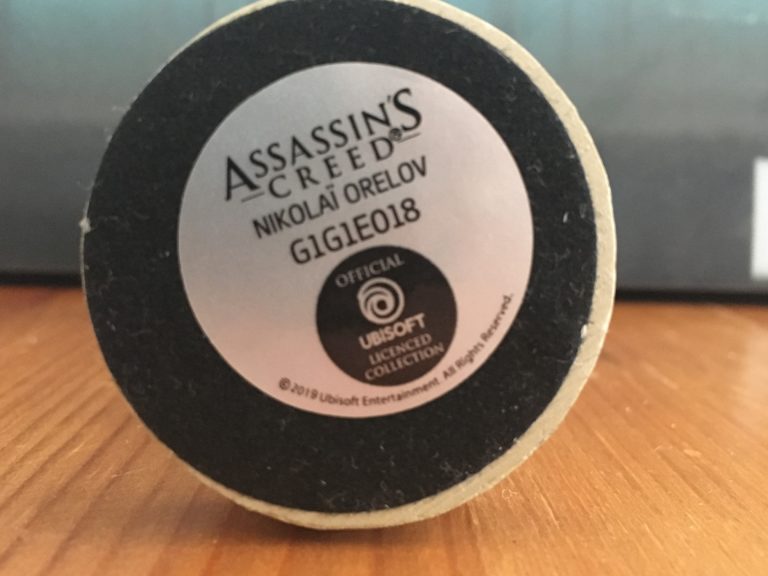 ASSASSIN'S
CREED®
NIKOLAÏ ORELOV
G1G1E018
OFFICIAL
UBISOFT
LICENCED
COLLECTION
©2019 Ubisoft Entertainment. All Rights Reserved.